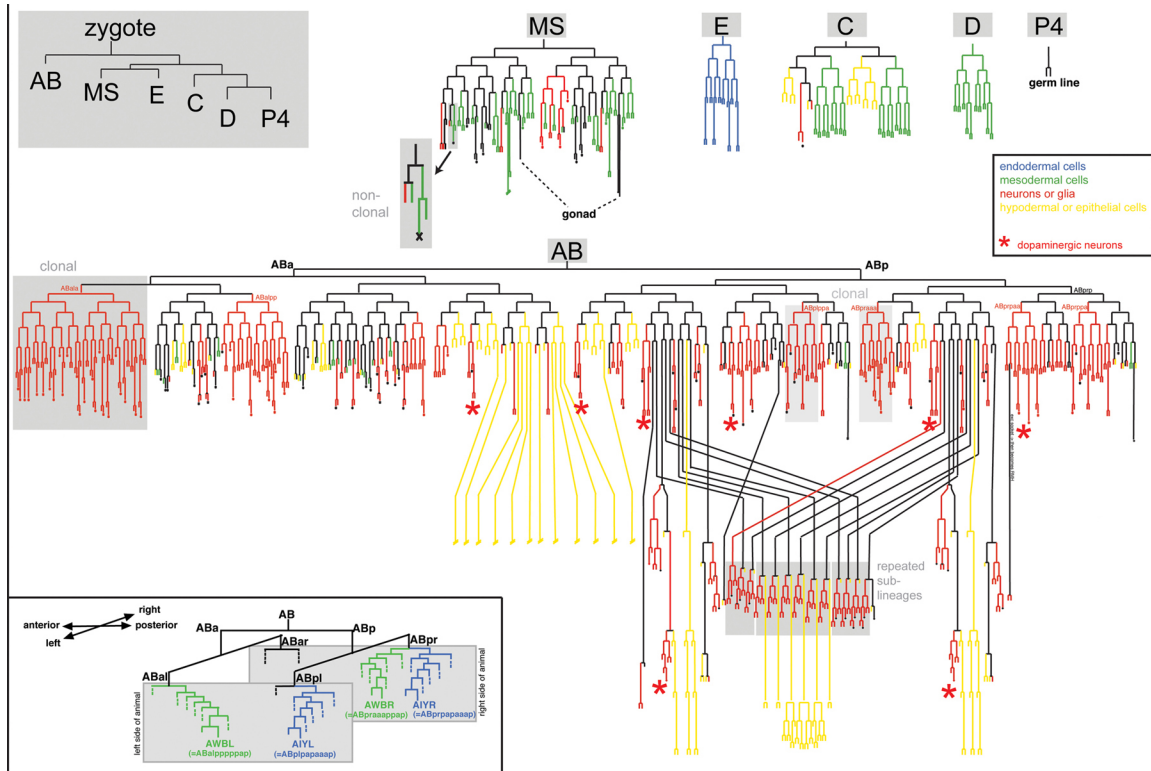 zygote
AB
MS
E
C
D
P4
MS
E
C
D
P4
germ line
non-
clonal
gonad
endodermal cells
mesodermal cells
neurons or glia
hypodermal or epithelial cells
* dopaminergic neurons
AB
ABa
ABp
clonal
clonal
ABala
ABalpp
ABplppa
ABpraaa
ABprp
ABprpaa
ABprppa
*
*
*
*
*
*
*
*
repeated
sub-
lineages
right
anterior
posterior
left
AB
ABa
ABp
ABar
ABpr
ABal
ABpl
AWBR
(=ABpraaappap)
AIYR
(=ABprpapaaap)
right side of animal
left side of animal
AWBL
(=ABalpppppap)
AIYL
(=ABplpapaaap)